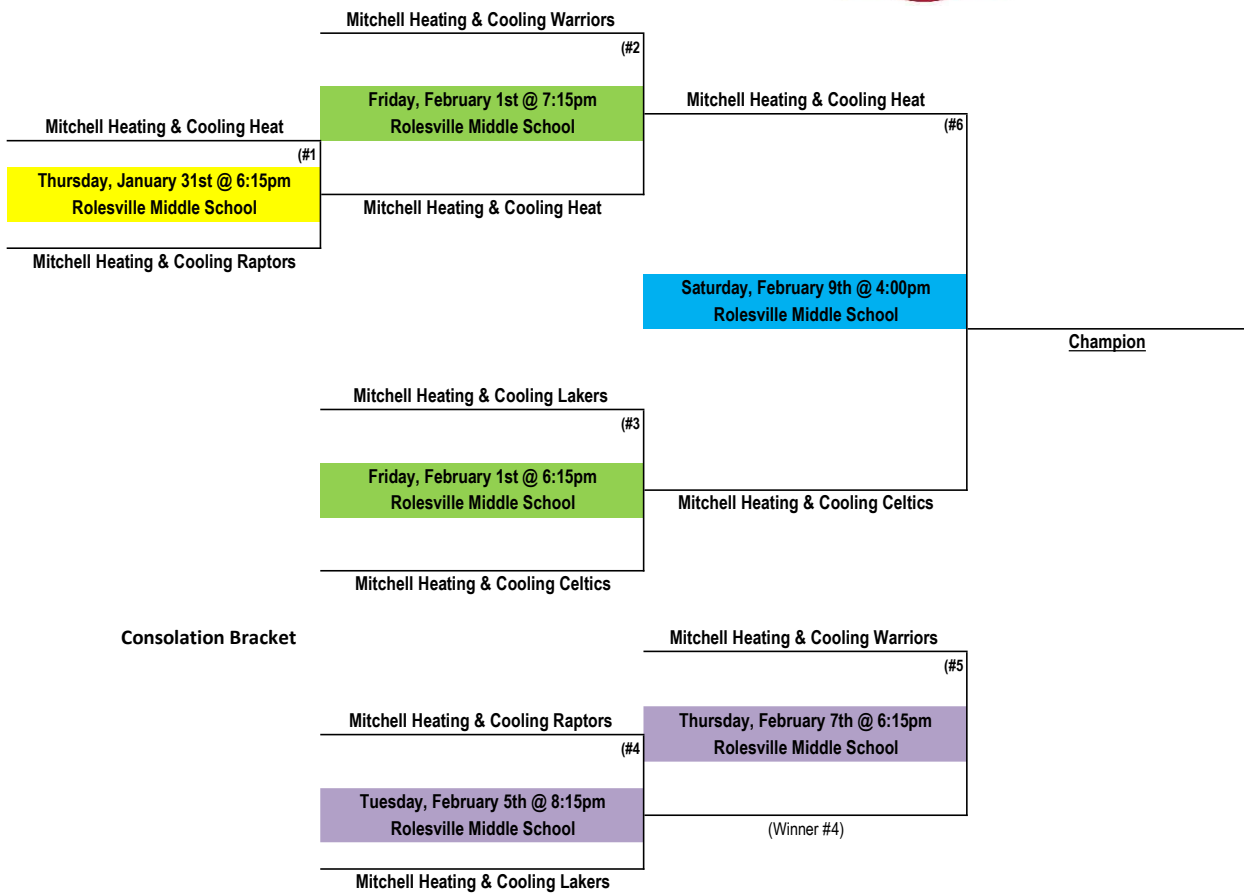 Mitchell Heating & Cooling Warriors
(#2
Friday, February 1st @ 7:15pm
Rolesville Middle School
Mitchell Heating & Cooling Heat
(#6
Mitchell Heating & Cooling Heat
(#1
Thursday, January 31st @ 6:15pm
Rolesville Middle School
Mitchell Heating & Cooling Heat
Mitchell Heating & Cooling Raptors
Saturday, February 9th @ 4:00pm
Rolesville Middle School
Champion
Mitchell Heating & Cooling Lakers
(#3
Friday, February 1st @ 6:15pm
Rolesville Middle School
Mitchell Heating & Cooling Celtics
Mitchell Heating & Cooling Celtics
Consolation Bracket
Mitchell Heating & Cooling Warriors
(#5
Mitchell Heating & Cooling Raptors
(#4
Thursday, February 7th @ 6:15pm
Rolesville Middle School
Tuesday, February 5th @ 8:15pm
Rolesville Middle School
(Winner #4)
Mitchell Heating & Cooling Lakers